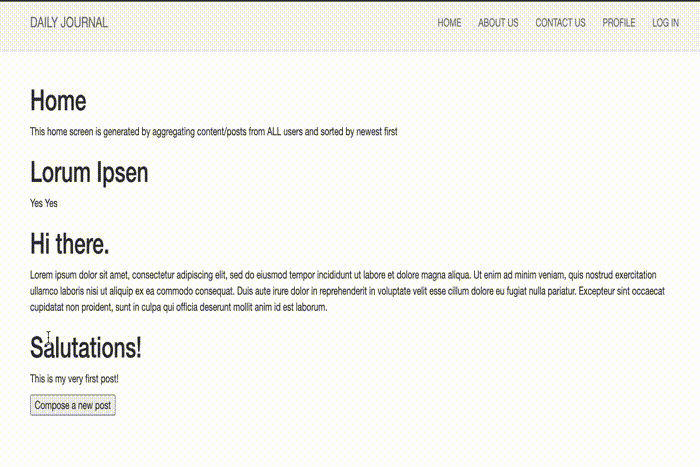 DAILY JOURNAL HOME ABOUT US CONTACT US PROFILE LOG IN
Home
This home screen is generated by aggregating content/posts from ALL users and sorted by newest first
Lorum Ipsen
Yes Yes
Hi there.
Lorem ipsum dolor sit amet, consectetur adipiscing elit, sed do eiusmod tempor incididunt ut labore et dolore magna aliqua. Ut enim ad minim veniam, quis nostrud exercitation
ullamco laboris nisi ut aliquip ex ea commodo consequat. Duis aute irure dolor in reprehenderit in voluptate velit esse cillum dolore eu fugiat nulla pariatur. Excepteur sint occaecat
cupidatat non proident, sunt in culpa qui officia deserunt mollit anim id est laborum.
Salutations!
This is my very first post!
Compose a new post